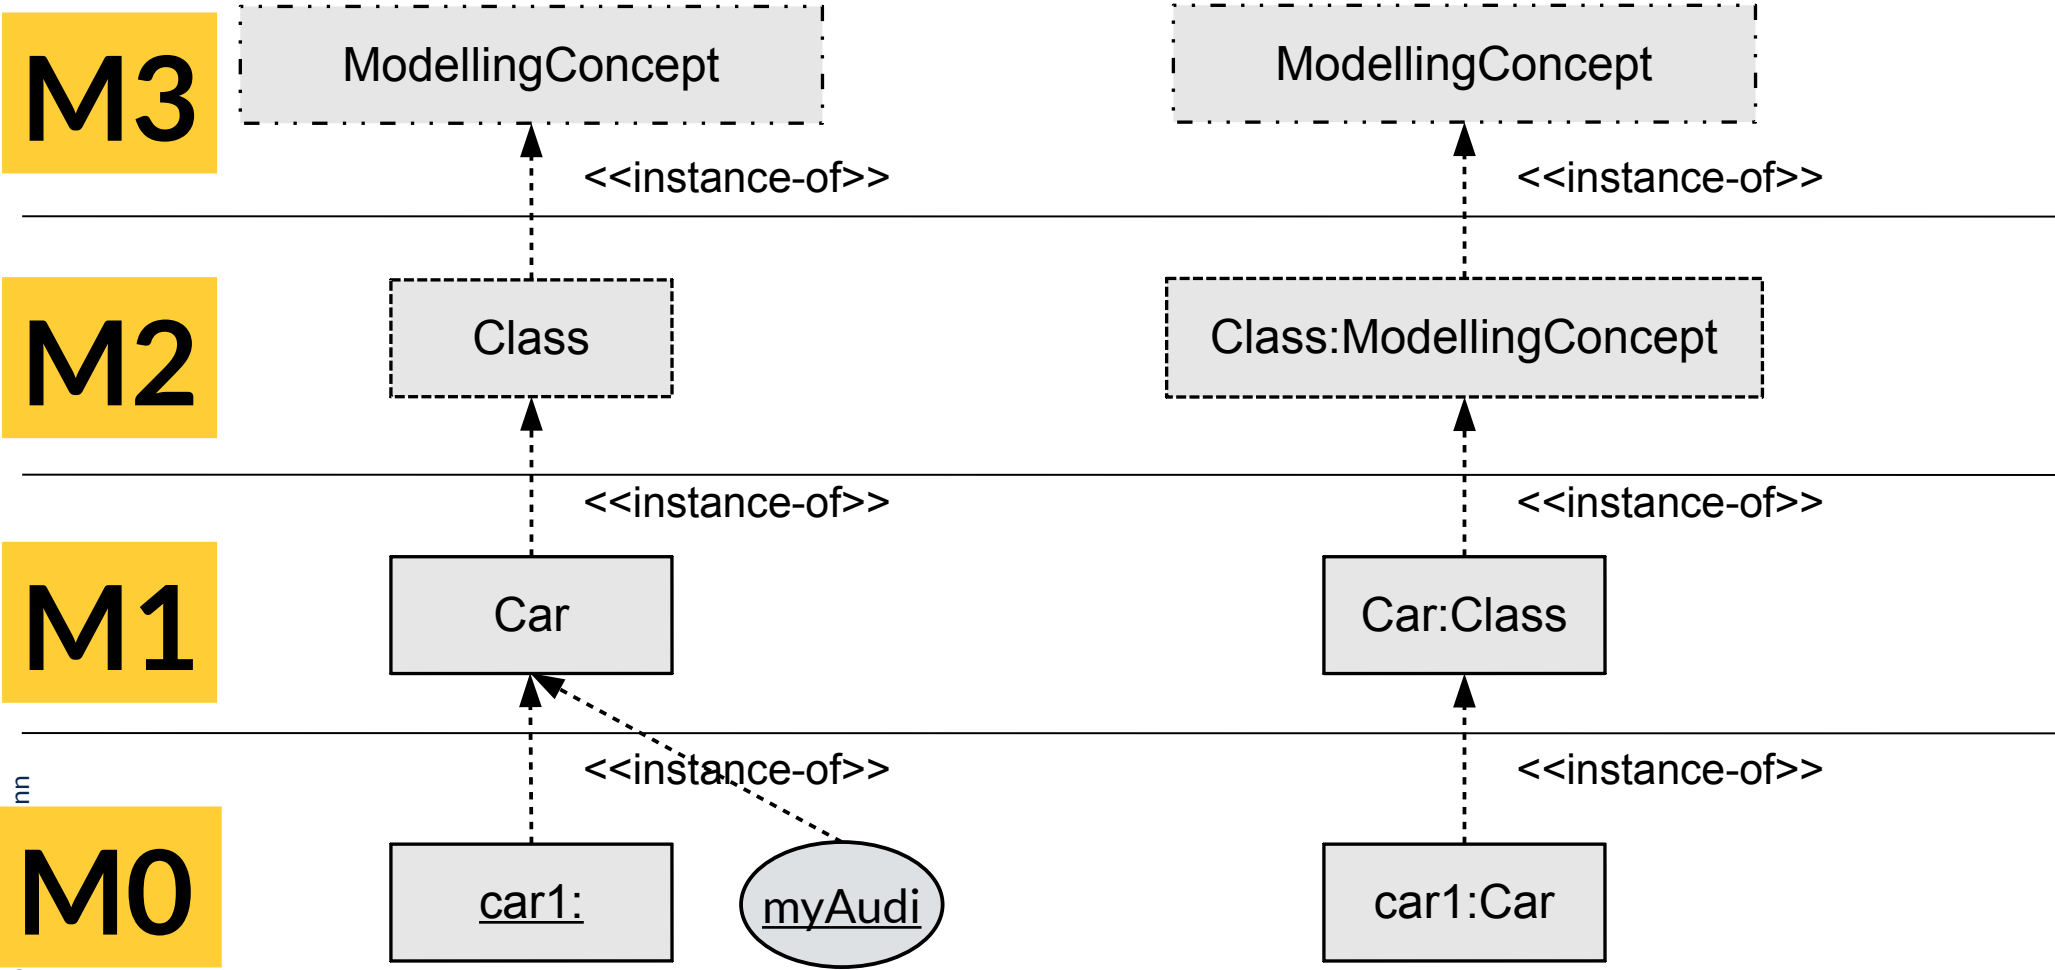 M3
ModellingConcept
ModellingConcept
<<instance-of>>
<<instance-of>>
M2
Class
Class:ModellingConcept
<<instance-of>>
<<instance-of>>
M1
Car
Car:Class
<<instance-of>>
<<instance-of>>
nn
M0
car1:
myAudi
car1:Car